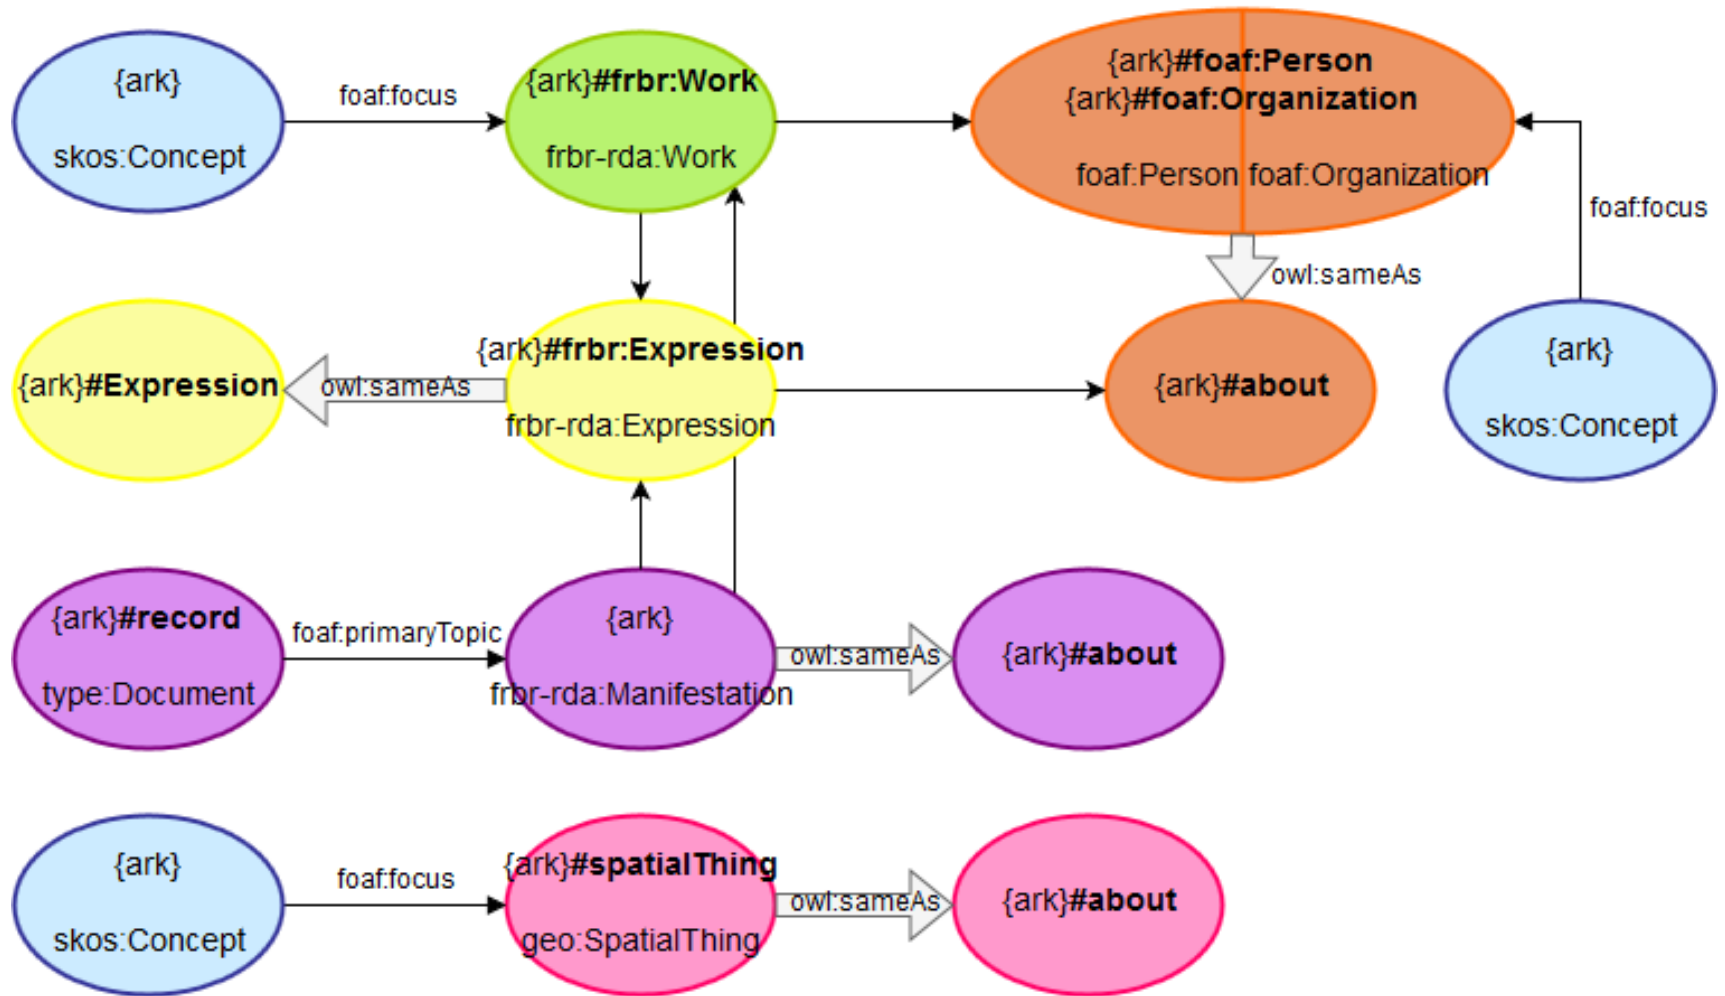 {ark}
skos:Concept
foaf:focus
{ark}#frbr:Work
frbr-rda:Work
{ark}#foaf:Person
{ark}#foaf:Organization
foaf:Person foaf:Organization
foaf:focus
owl:sameAs
{ark}#Expression
owl:sameAs
{ark}#frbr:Expression
frbr-rda:Expression
{ark}#about
{ark}
skos:Concept
{ark}#record
type:Document
foaf:primaryTopic
{ark}
frbr-rda:Manifestation
owl:sameAs
{ark}#about
{ark}
skos:Concept
foaf:focus
{ark}#spatialThing
geo:SpatialThing
owl:sameAs
{ark}#about